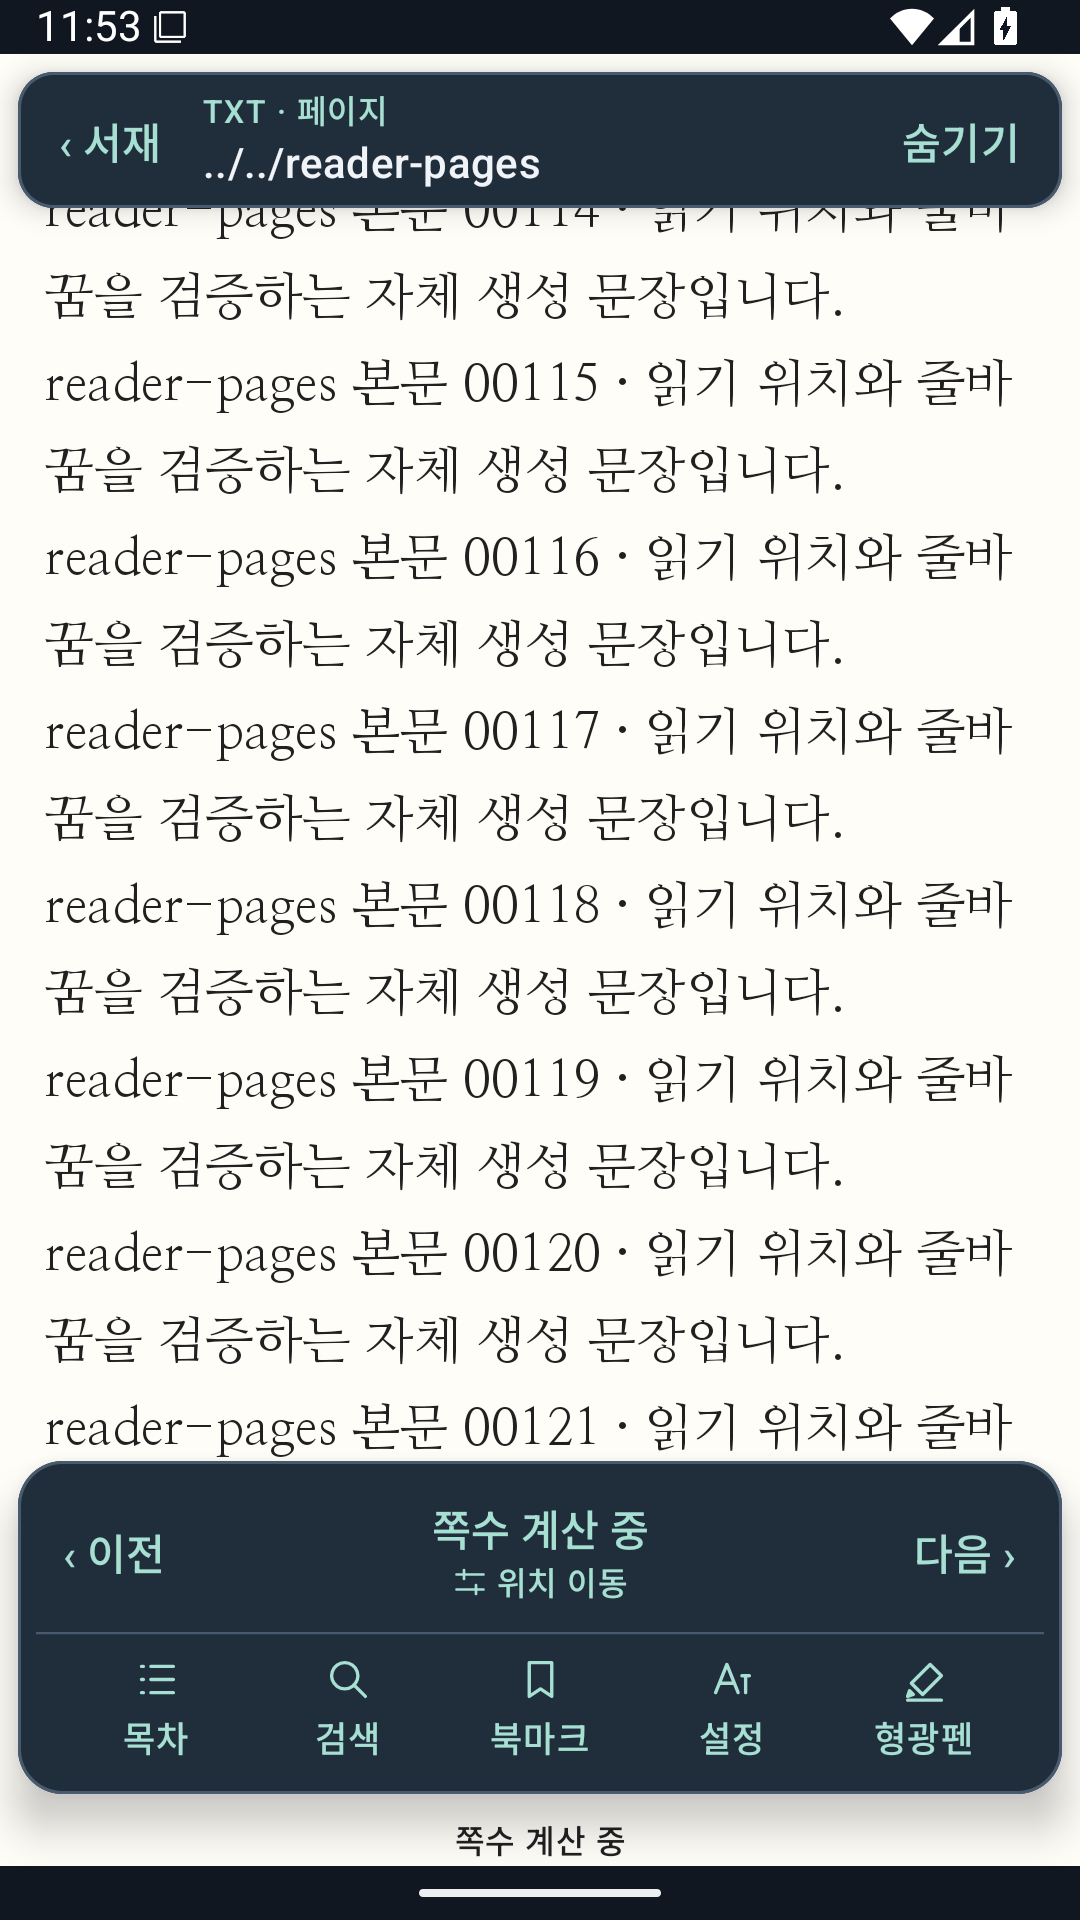 11:53
‹ 서재
TXT · 페이지
../../reader-pages
숨기기
reader-pages 본문 00114 · 읽기 위치와 줄바
꿈을 검증하는 자체 생성 문장입니다.
reader-pages 본문 00115 · 읽기 위치와 줄바
꿈을 검증하는 자체 생성 문장입니다.
reader-pages 본문 00116 · 읽기 위치와 줄바
꿈을 검증하는 자체 생성 문장입니다.
reader-pages 본문 00117 · 읽기 위치와 줄바
꿈을 검증하는 자체 생성 문장입니다.
reader-pages 본문 00118 · 읽기 위치와 줄바
꿈을 검증하는 자체 생성 문장입니다.
reader-pages 본문 00119 · 읽기 위치와 줄바
꿈을 검증하는 자체 생성 문장입니다.
reader-pages 본문 00120 · 읽기 위치와 줄바
꿈을 검증하는 자체 생성 문장입니다.
reader-pages 본문 00121 · 읽기 위치와 줄바
‹ 이전
쪽수 계산 중
위치 이동
다음 ›
목차
검색
북마크
설정
형광펜
쪽수 계산 중